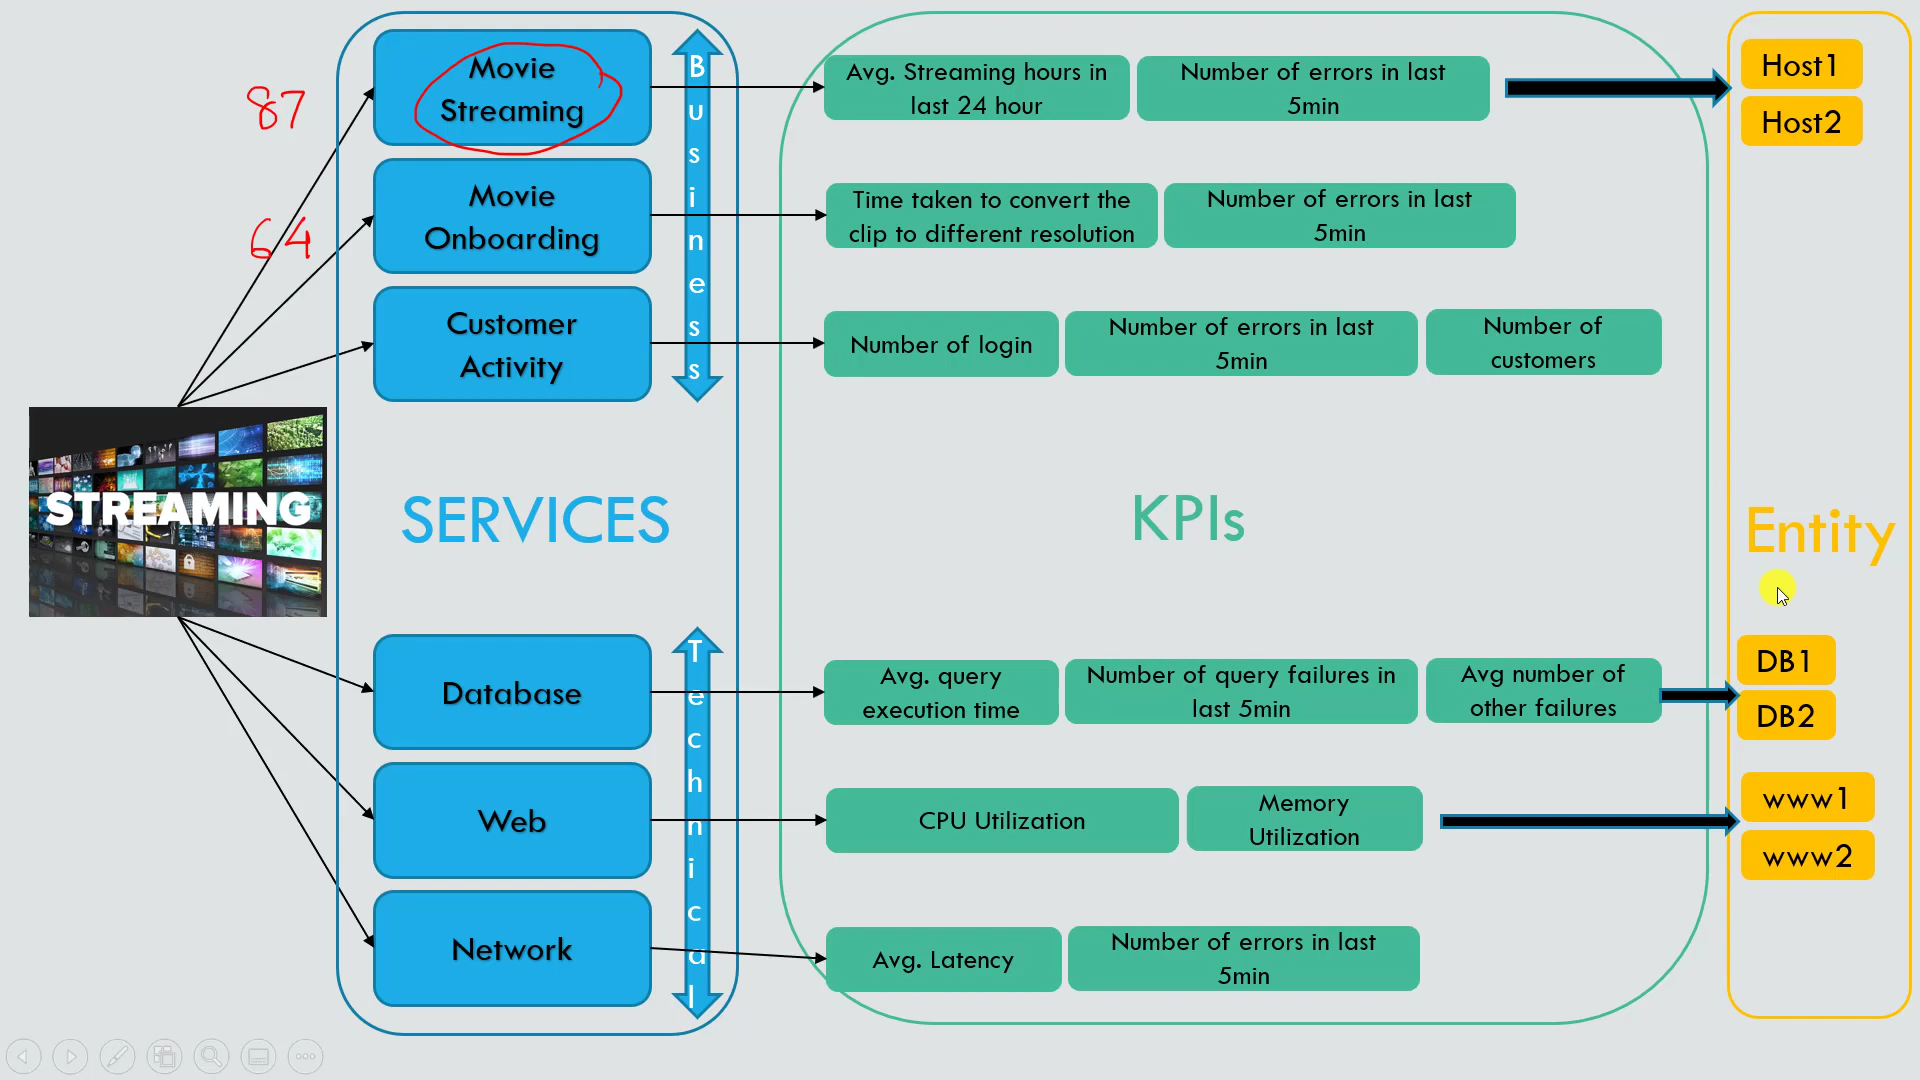 Movie
Streaming
B
u
s
i
n
e
s
s
Avg. Streaming hours in
last 24 hour
Number of errors in last
5min
Host1
Host2
87
Movie
Onboarding
Time taken to convert the
clip to different resolution
Number of errors in last
5min
64
Customer
Activity
Number of login
Number of errors in last
5min
Number of
customers
STREAMING
SERVICES
KPIs
Entity
Database
T
e
c
h
n
i
c
a
l
Avg. query
execution time
Number of query failures in
last 5min
Avg number of
other failures
DB1
DB2
Web
CPU Utilization
Memory
Utilization
www1
www2
Network
Avg. Latency
Number of errors in last
5min